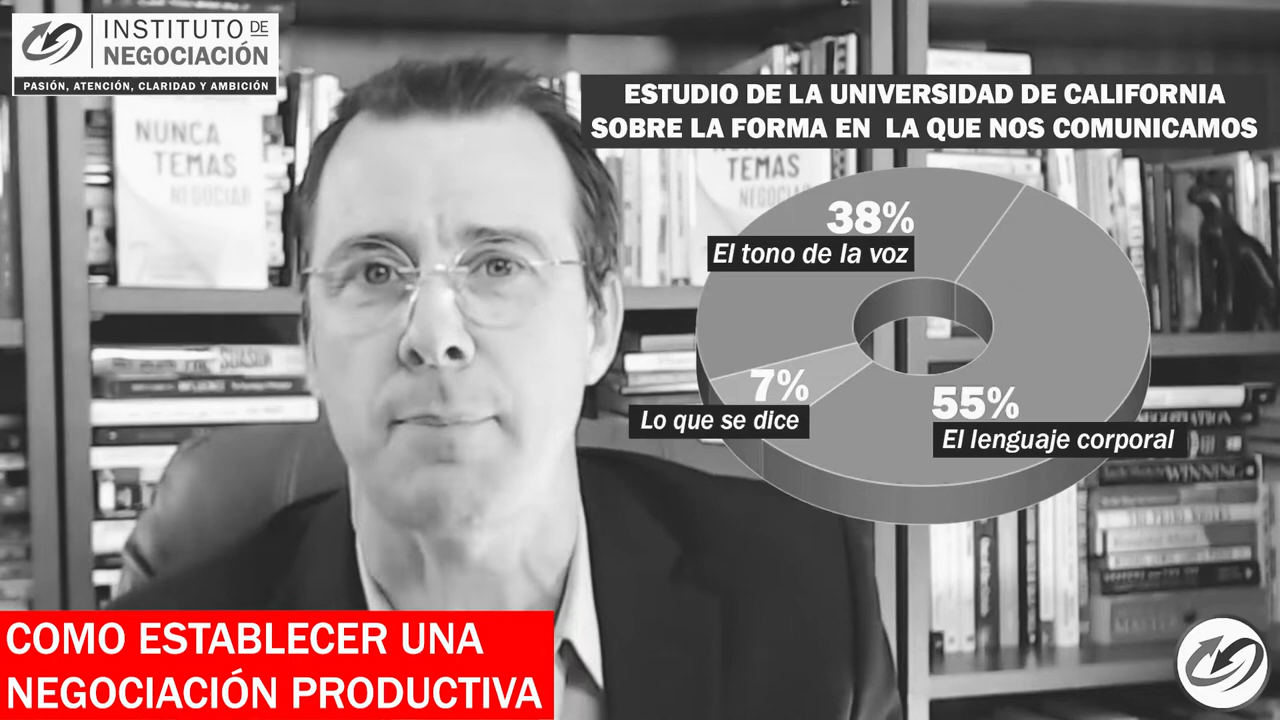 INSTITUTO DE
NEGOCIACIÓN
PASIÓN, ATENCIÓN, CLARIDAD Y AMBICIÓN
ESTUDIO DE LA UNIVERSIDAD DE CALIFORNIA
SOBRE LA FORMA EN LA QUE NOS COMUNICAMOS
NUNCA
TEMAS
NEGOCIAR
TEMAS
NEGOCIAR
38%
El tono de la voz
7%
Lo que se dice
55%
El lenguaje corporal
WINNING
COMO ESTABLECER UNA
NEGOCIACIÓN PRODUCTIVA